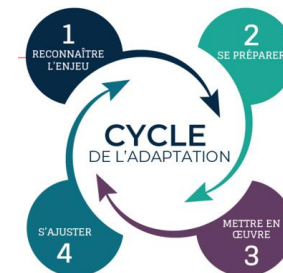 1
RECONNAÎTRE
L'ENJEU
2
SE PRÉPARER
CYCLE
DE L'ADAPTATION
S'AJUSTER
4
METTRE EN
ŒUVRE
3